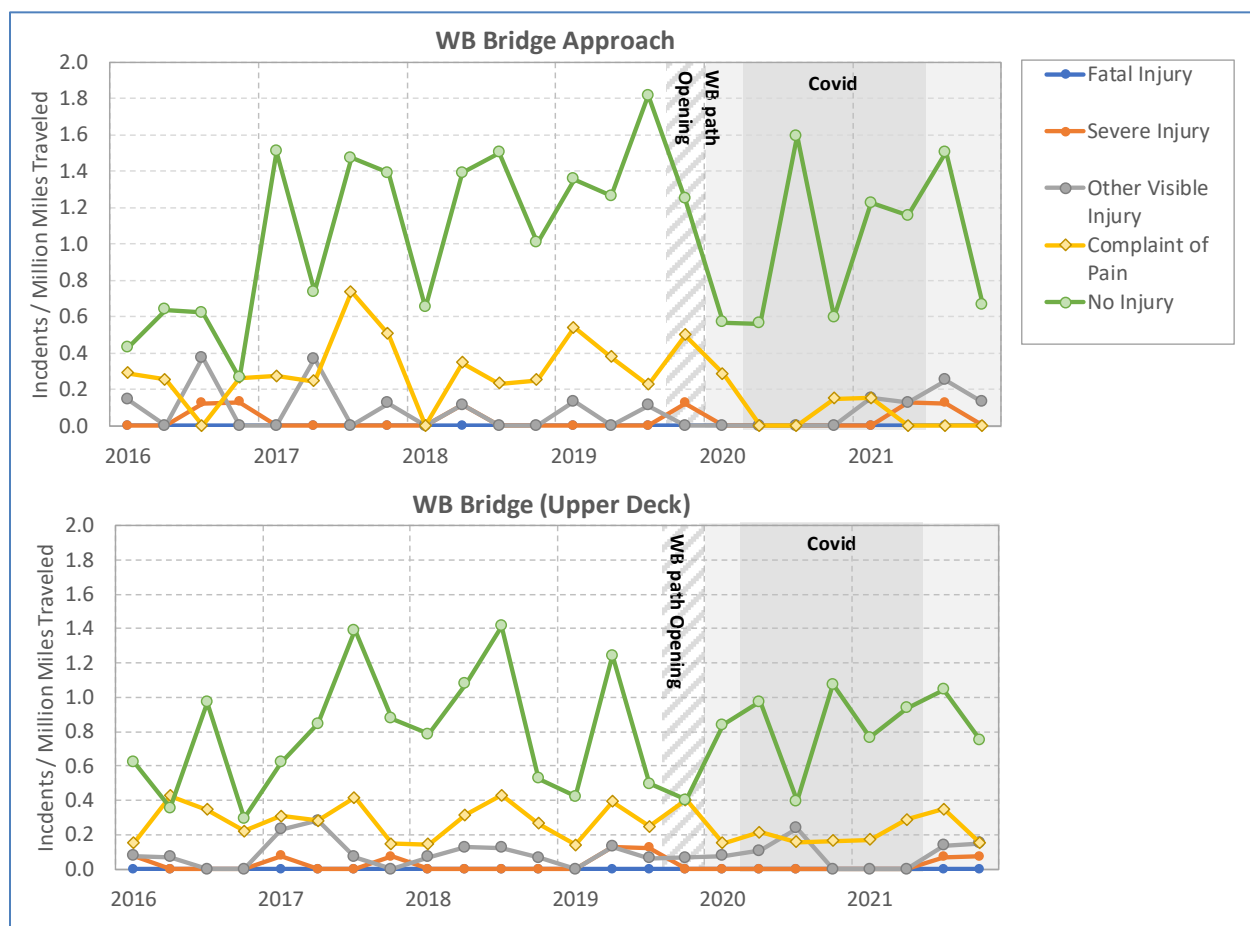 WB Bridge Approach
Incdents / Million Miles Traveled
2.0
1.8
1.6
1.4
1.2
1.0
0.8
0.6
0.4
0.2
0.0
WB path
Opening
Covid
2016
2017
2018
2019
2020
2021
Fatal Injury
Severe Injury
Other Visible
Injury
Complaint of
Pain
No Injury
WB Bridge (Upper Deck)
Incdents / Million Miles Traveled
2.0
1.8
1.6
1.4
1.2
1.0
0.8
0.6
0.4
0.2
0.0
WB path Opening
Covid
2016
2017
2018
2019
2020
2021